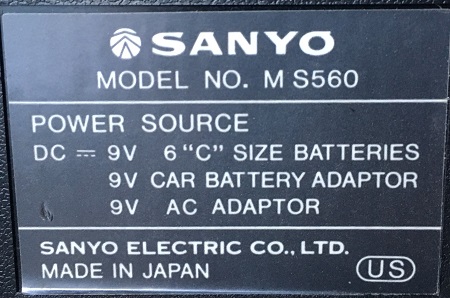 SANYO
MODEL NO. M S560
POWER SOURCE
DC ⎓ 9V 6 "C" SIZE BATTERIES
9V CAR BATTERY ADAPTOR
9V AC ADAPTOR
SANYO ELECTRIC CO., LTD.
MADE IN JAPAN US